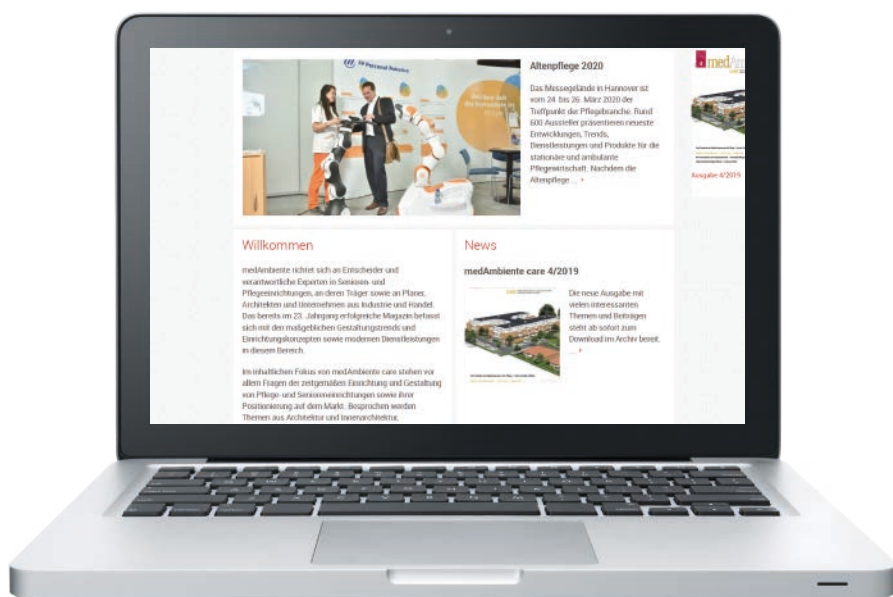 Altenpflege 2020
Das Messegelände in Hannover ist
vom 24. bis 26. März 2020 der
Treffpunkt der Pflegebranche. Rund
600 Aussteller präsentieren neueste
Entwicklungen, Trends,
Dienstleistungen und Produkte für die
stationäre und ambulante
Pflegewirtschaft. Nachdem die
Altenpflege ...
Ausgabe 4/2019
Willkommen
medAmbiente richtet sich an Entscheider und
verantwortliche Experten in Senioren- und
Pflegeeinrichtungen, an deren Träger sowie an Planer,
Architekten und Unternehmen aus Industrie und Handel.
Das bereits im 23. Jahrgang erfolgreiche Magazin befasst
sich mit den maßgeblichen Gestaltungstrends und
Einrichtungskonzepten sowie modernen Dienstleistungen
in diesem Bereich.
Im inhaltlichen Fokus von medAmbiente care stehen vor
allem Fragen der zeitgemäßen Einrichtung und Gestaltung
von Pflege- und Senioreneinrichtungen sowie ihrer
Positionierung auf dem Markt. Besprochen werden
Themen aus Architektur und Innenarchitektur,
News
medAmbiente care 4/2019
Die neue Ausgabe mit
vielen interessanten
Themen und Beiträgen
steht ab sofort zum
Download im Archiv bereit.
...